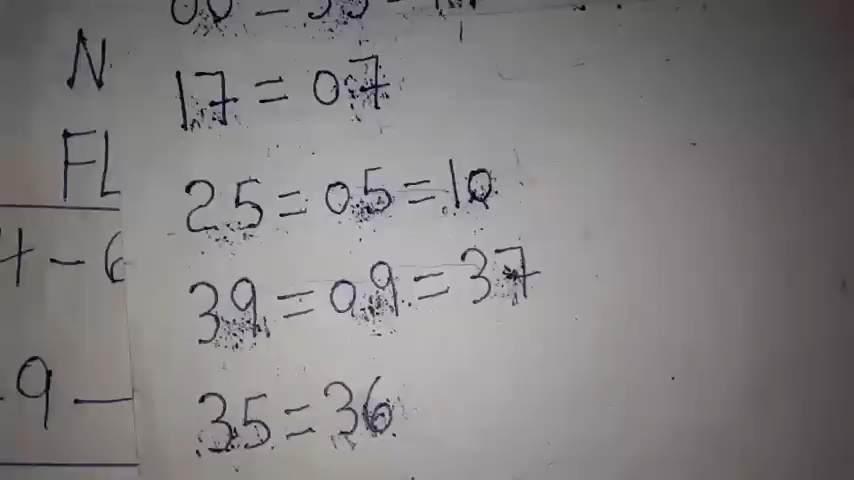 N
17 = 07
FL
25 = 05 = 10
39 = 09 = 37
9 -
35 = 36